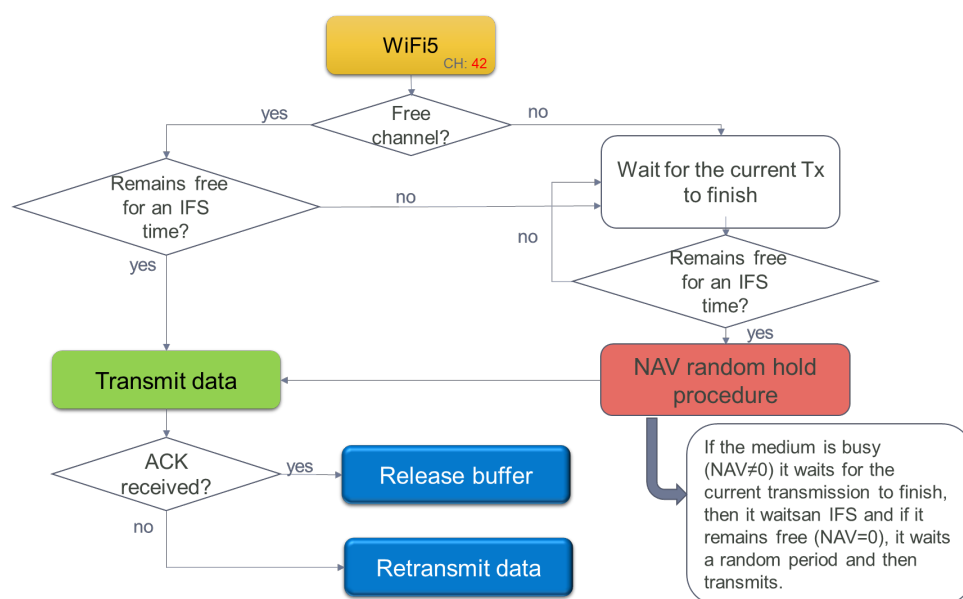 WiFi5
CH: 42
Free
channel?
yes
no
Remains free
for an IFS
time?
no
yes
Wait for the current Tx
to finish
no
Remains free
for an IFS
time?
yes
Transmit data
NAV random hold
procedure
ACK
received?
yes
no
Release buffer
Retransmit data
If the medium is busy
(NAV≠0) it waits for the
current transmission to finish,
then it waitsan IFS and if it
remains free (NAV=0), it waits
a random period and then
transmits.